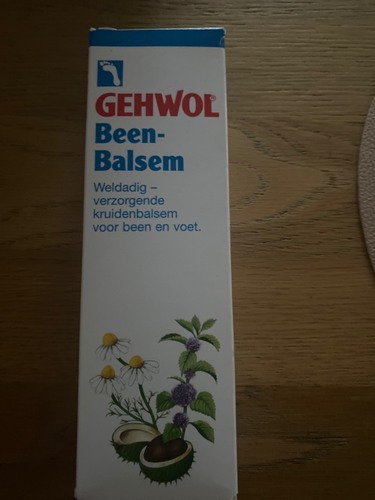 GEHWOL
Been-
Balsem
Weldadig –
verzorgende
kruidenbalsem
voor been en voet.